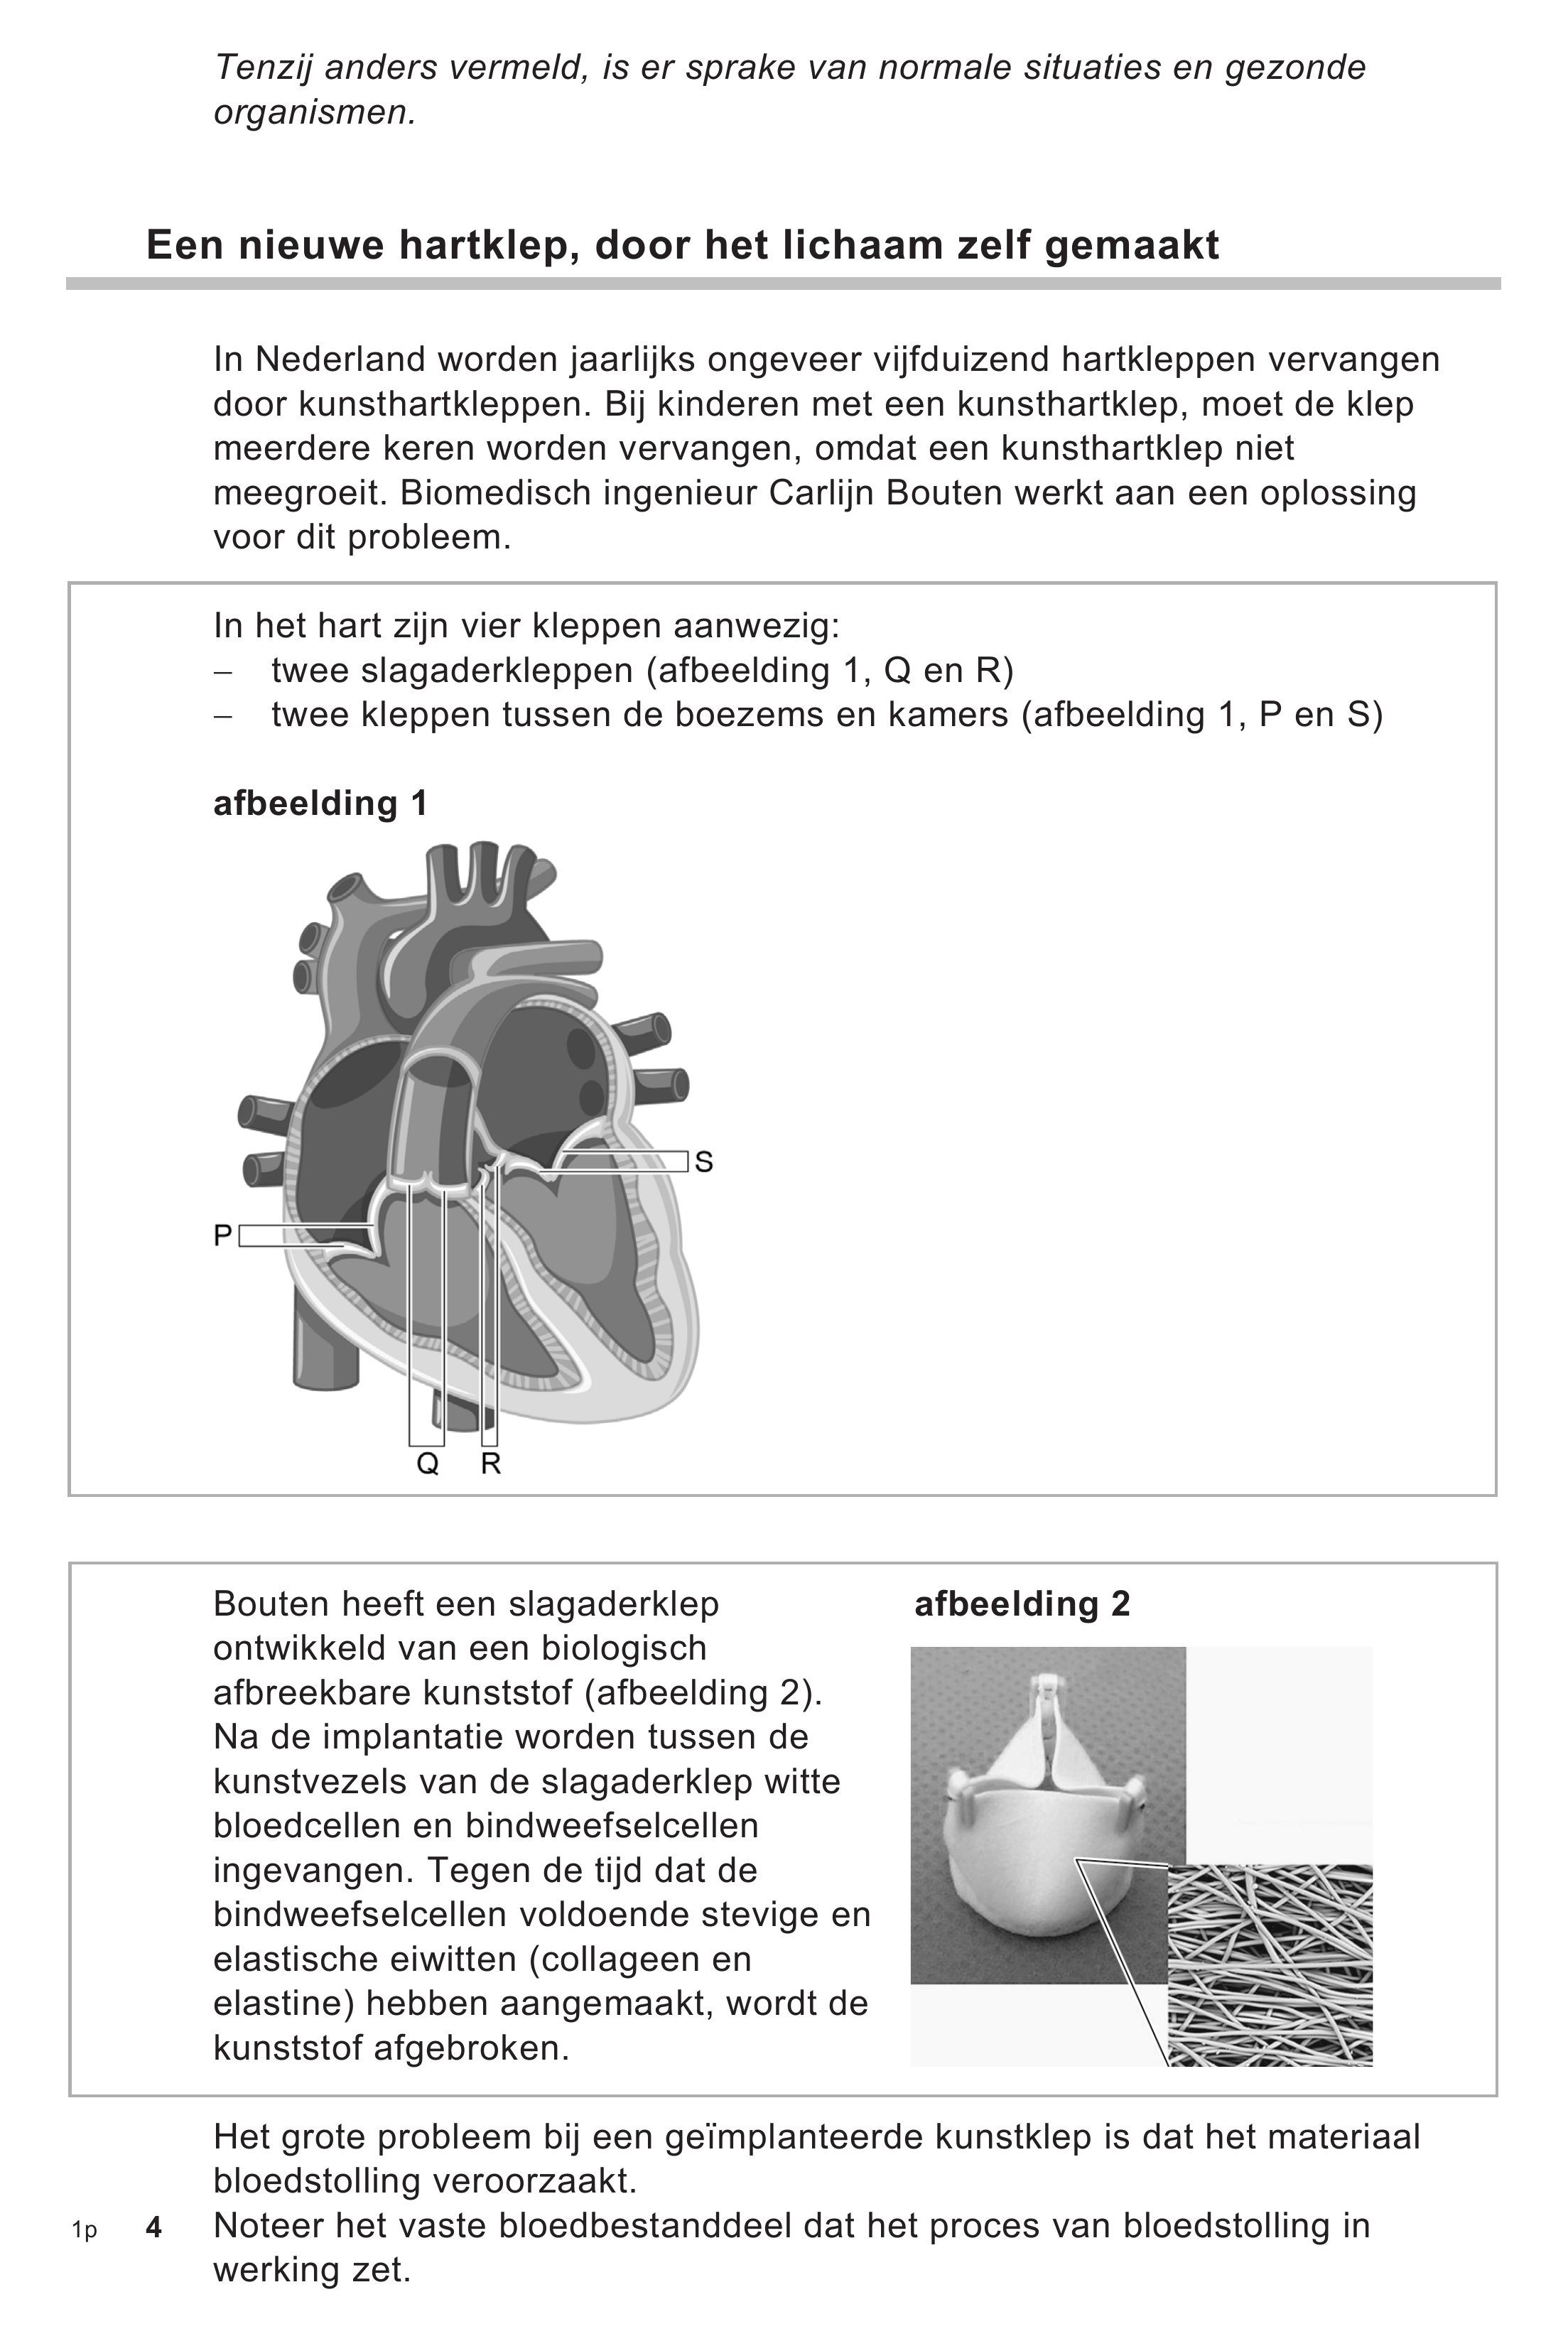 Tenzij anders vermeld, is er sprake van normale situaties en gezonde
organismen.
Een nieuwe hartklep, door het lichaam zelf gemaakt
In Nederland worden jaarlijks ongeveer vijfduizend hartkleppen vervangen
door kunsthartkleppen. Bij kinderen met een kunsthartklep, moet de klep
meerdere keren worden vervangen, omdat een kunsthartklep niet
meegroeit. Biomedisch ingenieur Carlijn Bouten werkt aan een oplossing
voor dit probleem.
In het hart zijn vier kleppen aanwezig:
– twee slagaderkleppen (afbeelding 1, Q en R)
– twee kleppen tussen de boezems en kamers (afbeelding 1, P en S)
afbeelding 1
S
P
Q R
Bouten heeft een slagaderklep
ontwikkeld van een biologisch
afbreekbare kunststof (afbeelding 2).
Na de implantatie worden tussen de
kunstvezels van de slagaderklep witte
bloedcellen en bindweefselcellen
ingevangen. Tegen de tijd dat de
bindweefselcellen voldoende stevige en
elastische eiwitten (collageen en
elastine) hebben aangemaakt, wordt de
kunststof afgebroken.
afbeelding 2
Het grote probleem bij een geïmplanteerde kunstklep is dat het materiaal
bloedstolling veroorzaakt.
1p 4 Noteer het vaste bloedbestanddeel dat het proces van bloedstolling in
werking zet.